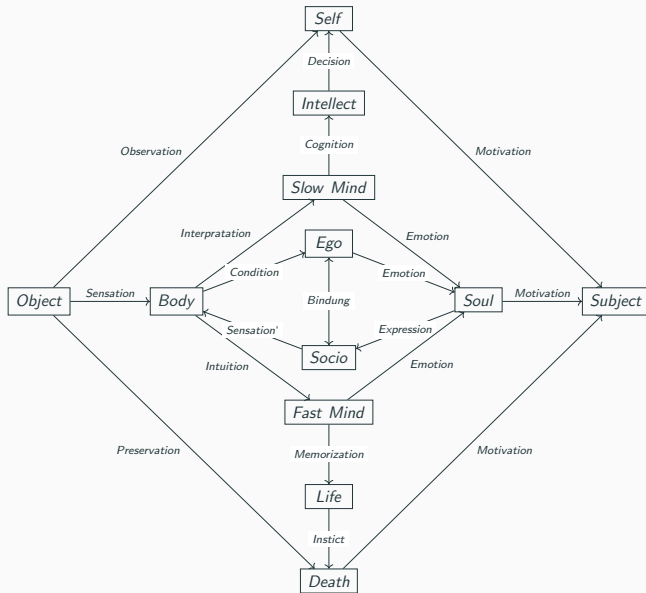 Self
Decision
Intellect
Observation
Cognition
Motivation
Slow Mind
Interpratation
Emotion
Ego
Condition
Emotion
Object
Sensation
Body
Bindung
Soul
Motivation
Subject
Sensation'
Expression
Socio
Intuition
Emotion
Fast Mind
Preservation
Memorization
Motivation
Life
Instict
Death